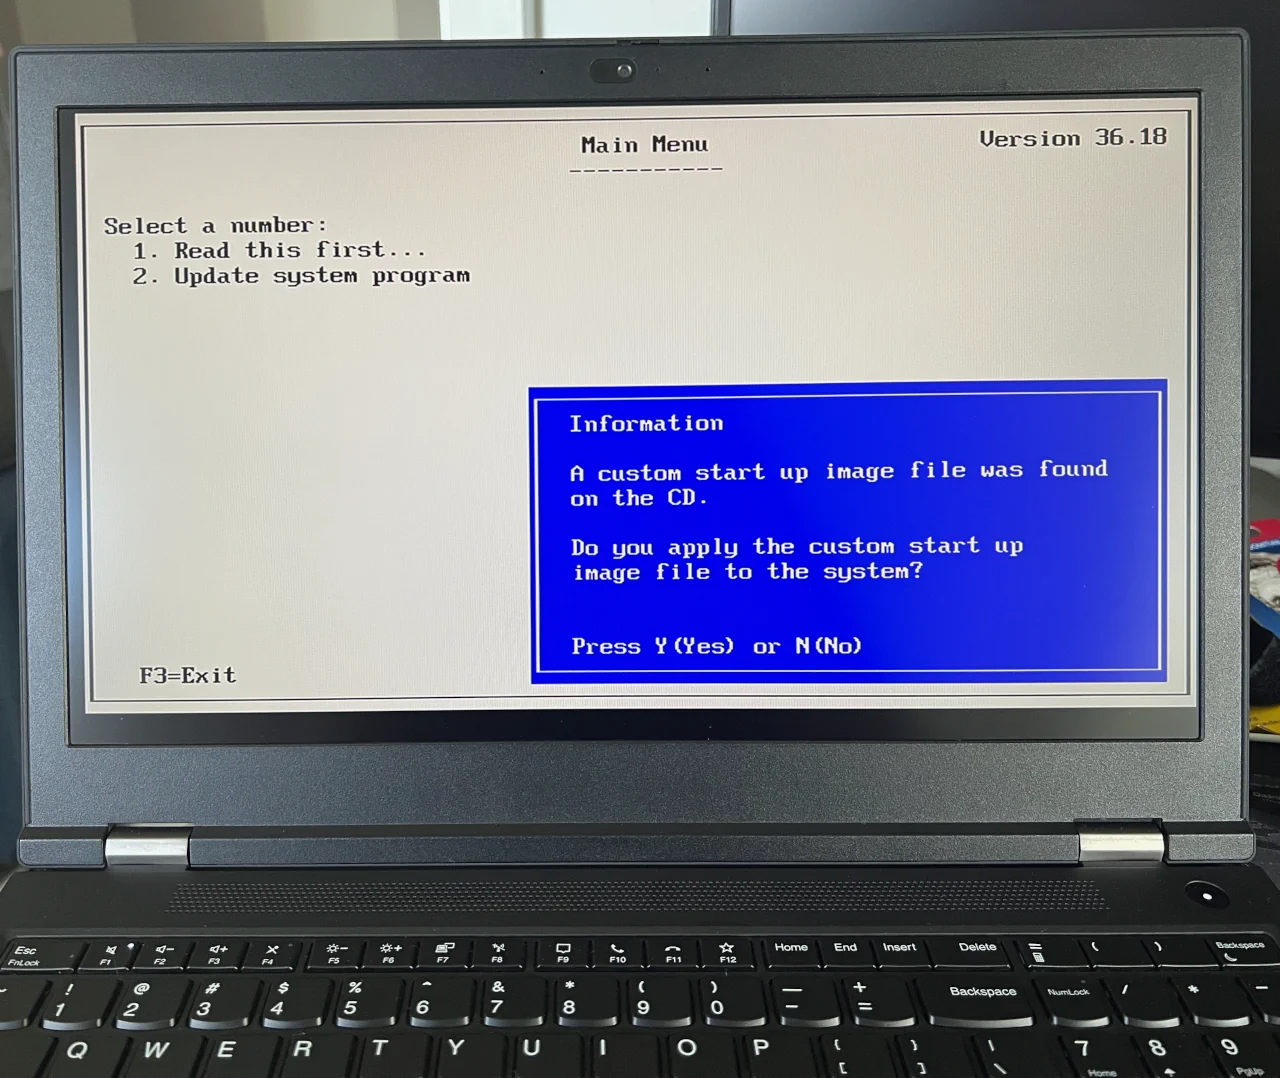 Main Menu
-----------
Version 36.18
Select a number:
1. Read this first...
2. Update system program
Information
A custom start up image file was found
on the CD.
Do you apply the custom start up
image file to the system?
Press Y(Yes) or N(No)
F3=Exit
Esc F1 F2 F3 F4 F5 F6 F7 F8 F9 F10 F11 F12 Home End Insert Delete = ( ) Backspace
FnLock
! @ # $ % ^ & * ( ) — + Backspace NumLock / * −
1 2 3 4 5 6 7 8 9 0 − =
Q W E R T Y U I O P { } | 7 8 9
[ ] \ Home PgUp